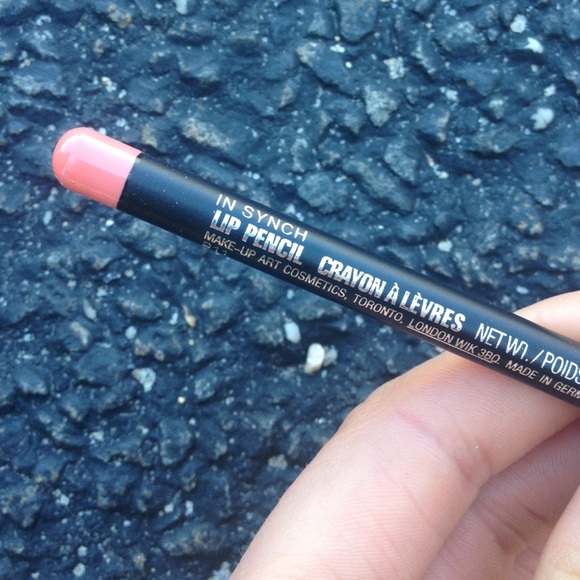 IN SYNCH
LIP PENCIL CRAYON À LÈVRES NET WT. / POIDS
MAKE-UP ART COSMETICS, TORONTO, LONDON W1K 3BQ. MADE IN GERM